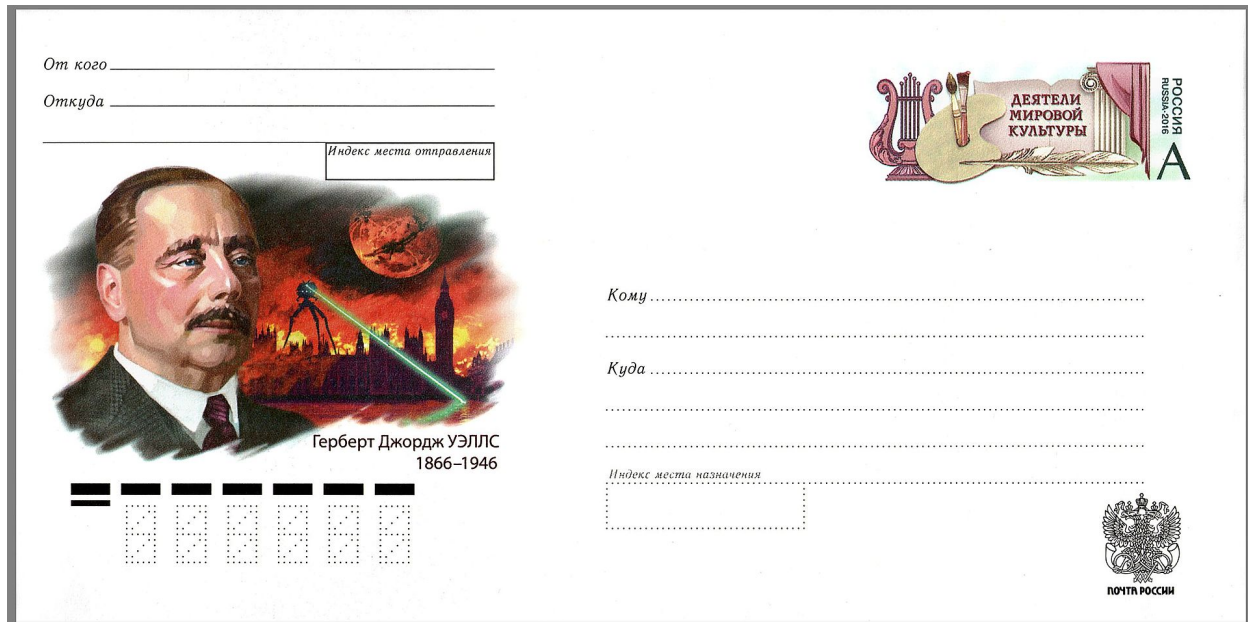 От кого
Откуда
Индекс места отправления
ДЕЯТЕЛИ
МИРОВОЙ
КУЛЬТУРЫ
РОССИЯ
RUSSIA•2016
А
Герберт Джордж УЭЛЛС
1866–1946
Кому
Куда
Индекс места назначения
ПОЧТА РОССИИ